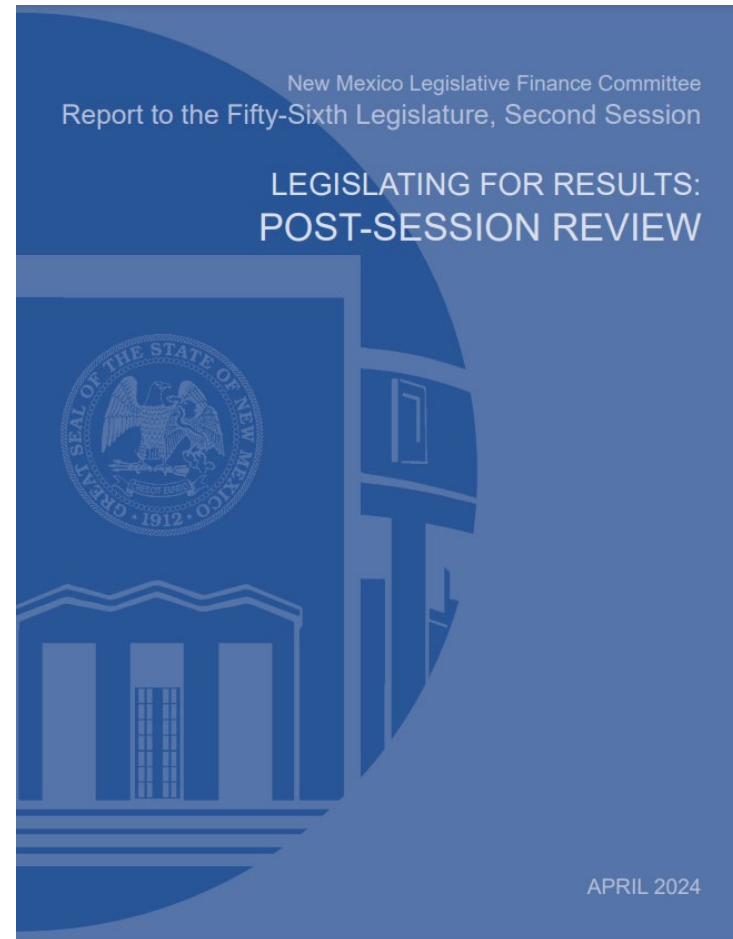 New Mexico Legislative Finance Committee
Report to the Fifty-Sixth Legislature, Second Session
LEGISLATING FOR RESULTS:
POST-SESSION REVIEW
GREAT SEAL OF THE STATE OF NEW MEXICO
· 1912 ·
APRIL 2024